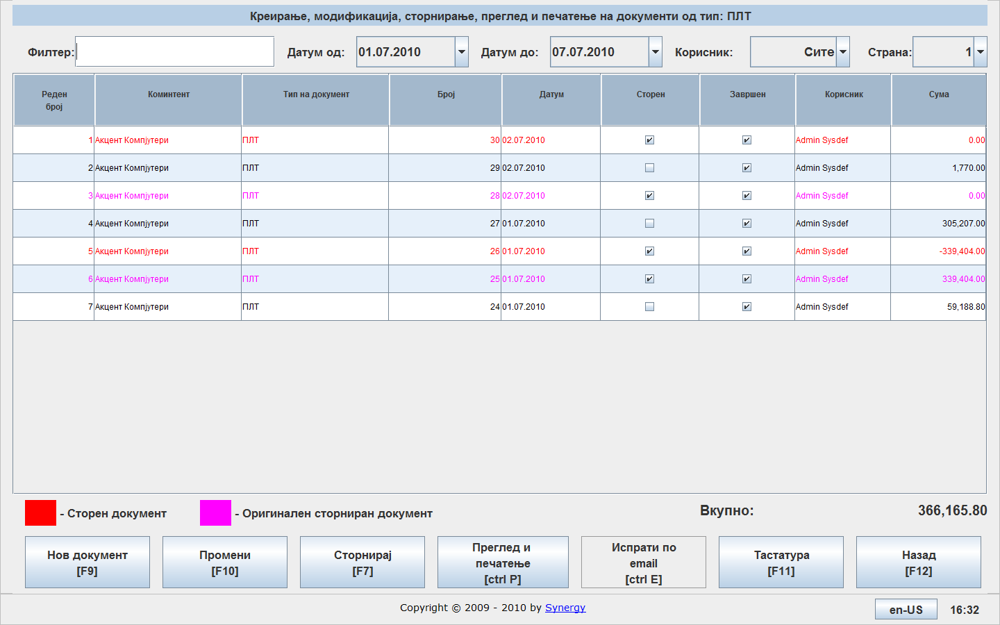 Креирање, модификација, сторнирање, преглед и печатење на документи од тип: ПЛТ
Филтер: Датум од: 01.07.2010 Датум до: 07.07.2010 Корисник: Сите Страна: 1
Реден број Коминтент Тип на документ Број Датум Сторен Завршен Корисник Сума
1 Акцент Компјутери ПЛТ 30 02.07.2010 Admin Sysdef 0.00
2 Акцент Компјутери ПЛТ 29 02.07.2010 Admin Sysdef 1,770.00
3 Акцент Компјутери ПЛТ 28 02.07.2010 Admin Sysdef 0.00
4 Акцент Компјутери ПЛТ 27 01.07.2010 Admin Sysdef 305,207.00
5 Акцент Компјутери ПЛТ 26 01.07.2010 Admin Sysdef -339,404.00
6 Акцент Компјутери ПЛТ 25 01.07.2010 Admin Sysdef 339,404.00
7 Акцент Компјутери ПЛТ 24 01.07.2010 Admin Sysdef 59,188.80
- Сторен документ - Оригинален сторниран документ Вкупно: 366,165.80
Нов документ
[F9]
Промени
[F10]
Сторнирај
[F7]
Преглед и
печатење
[ctrl P]
Испрати по
email
[ctrl E]
Тастатура
[F11]
Назад
[F12]
Copyright © 2009 - 2010 by Synergy en-US 16:32